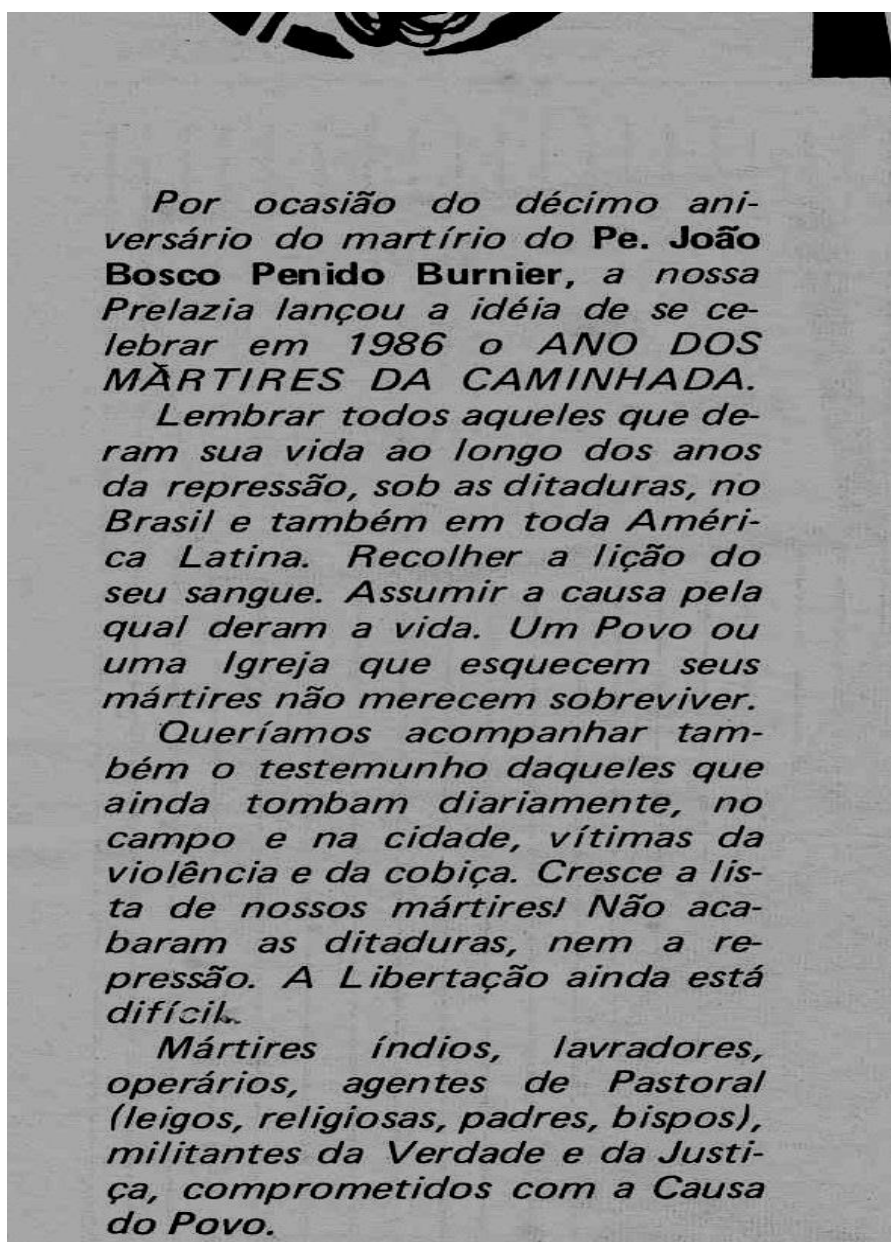 Por ocasião do décimo ani-
versário do martírio do Pe. João
Bosco Penido Burnier, a nossa
Prelazia lançou a idéia de se ce-
lebrar em 1986 o ANO DOS
MÀRTIRES DA CAMINHADA.
Lembrar todos aqueles que de-
ram sua vida ao longo dos anos
da repressão, sob as ditaduras, no
Brasil e também em toda Améri-
ca Latina. Recolher a lição do
seu sangue. Assumir a causa pela
qual deram a vida. Um Povo ou
uma Igreja que esquecem seus
mártires não merecem sobreviver.
Queríamos acompanhar tam-
bém o testemunho daqueles que
ainda tombam diariamente, no
campo e na cidade, vítimas da
violência e da cobiça. Cresce a lis-
ta de nossos mártires! Não aca-
baram as ditaduras, nem a re-
pressão. A Libertação ainda está
difícil.
Mártires índios, lavradores,
operários, agentes de Pastoral
(leigos, religiosas, padres, bispos),
militantes da Verdade e da Justi-
ça, comprometidos com a Causa
do Povo.